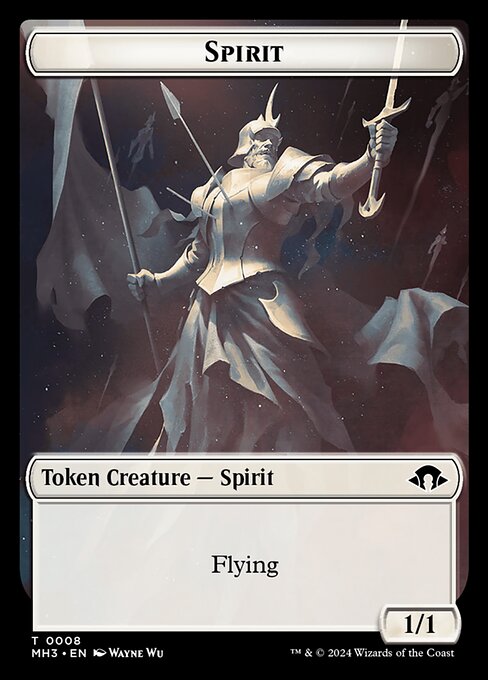 Spirit
Token Creature — Spirit
Flying
1/1
T 0008
MH3 • EN Wayne Wu
™ & © 2024 Wizards of the Coast